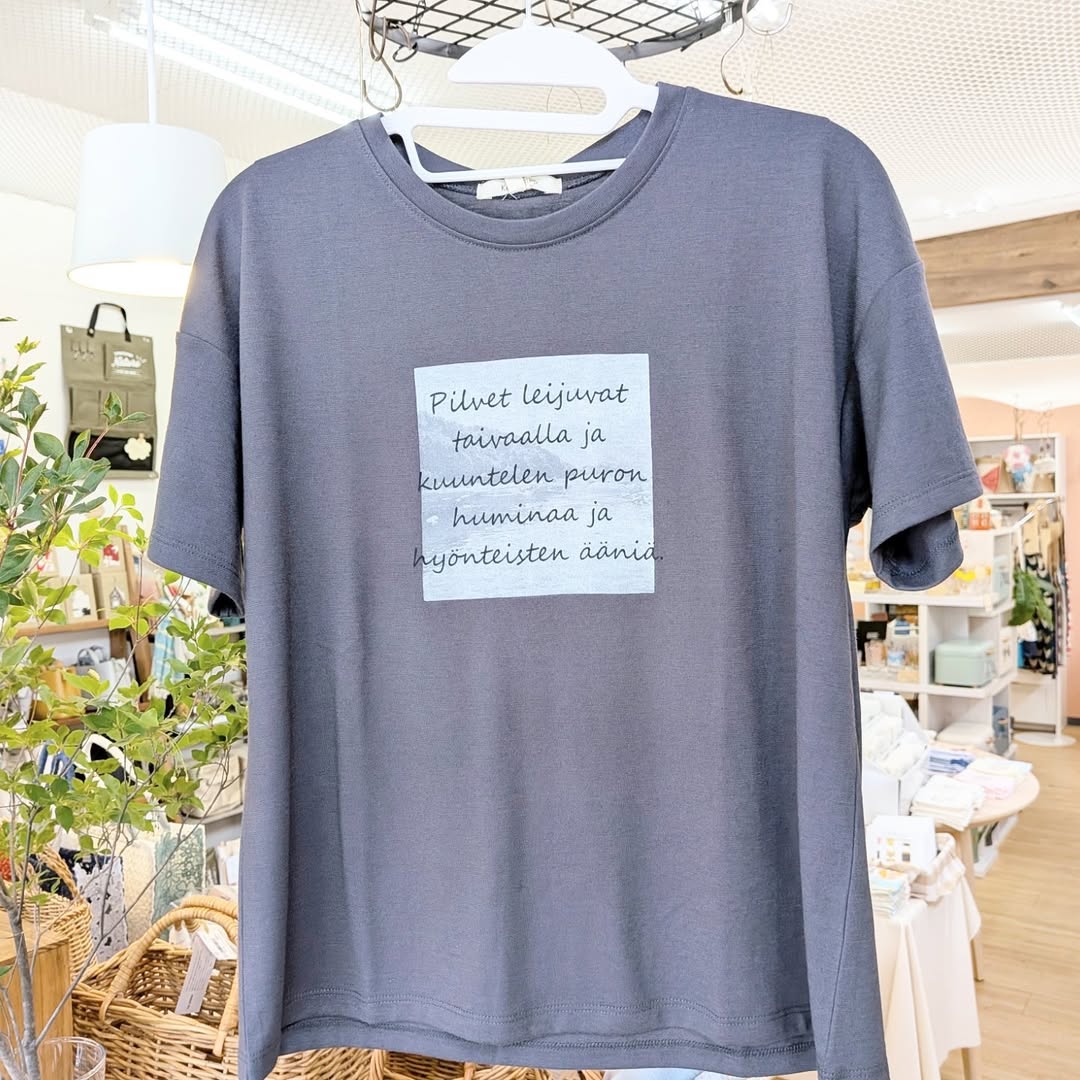 Pilvet leijuvat
taivaalla ja
kuuntelen puron
huminaa ja
hyönteisten ääniä.